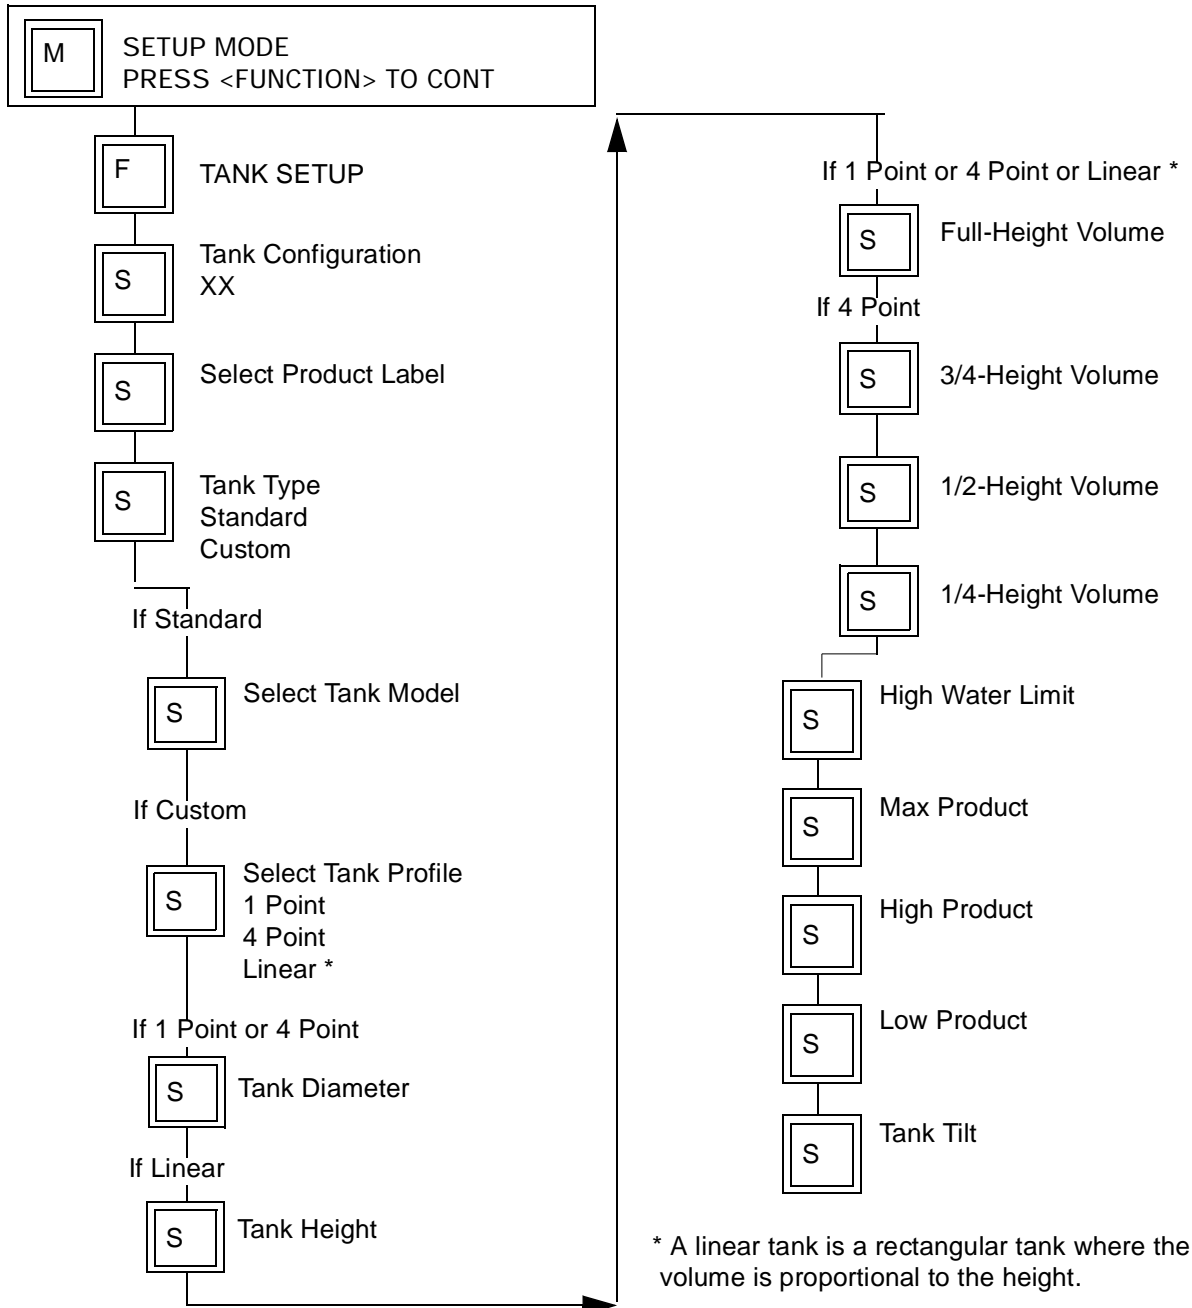 M
SETUP MODE
PRESS <FUNCTION> TO CONT
F
TANK SETUP
S
Tank Configuration
XX
S
Select Product Label
S
Tank Type
Standard
Custom
If Standard
S
Select Tank Model
If Custom
S
Select Tank Profile
1 Point
4 Point
Linear *
If 1 Point or 4 Point
S
Tank Diameter
If Linear
S
Tank Height
If 1 Point or 4 Point or Linear *
S
Full-Height Volume
If 4 Point
S
3/4-Height Volume
S
1/2-Height Volume
S
1/4-Height Volume
S
High Water Limit
S
Max Product
S
High Product
S
Low Product
S
Tank Tilt
* A linear tank is a rectangular tank where the
volume is proportional to the height.